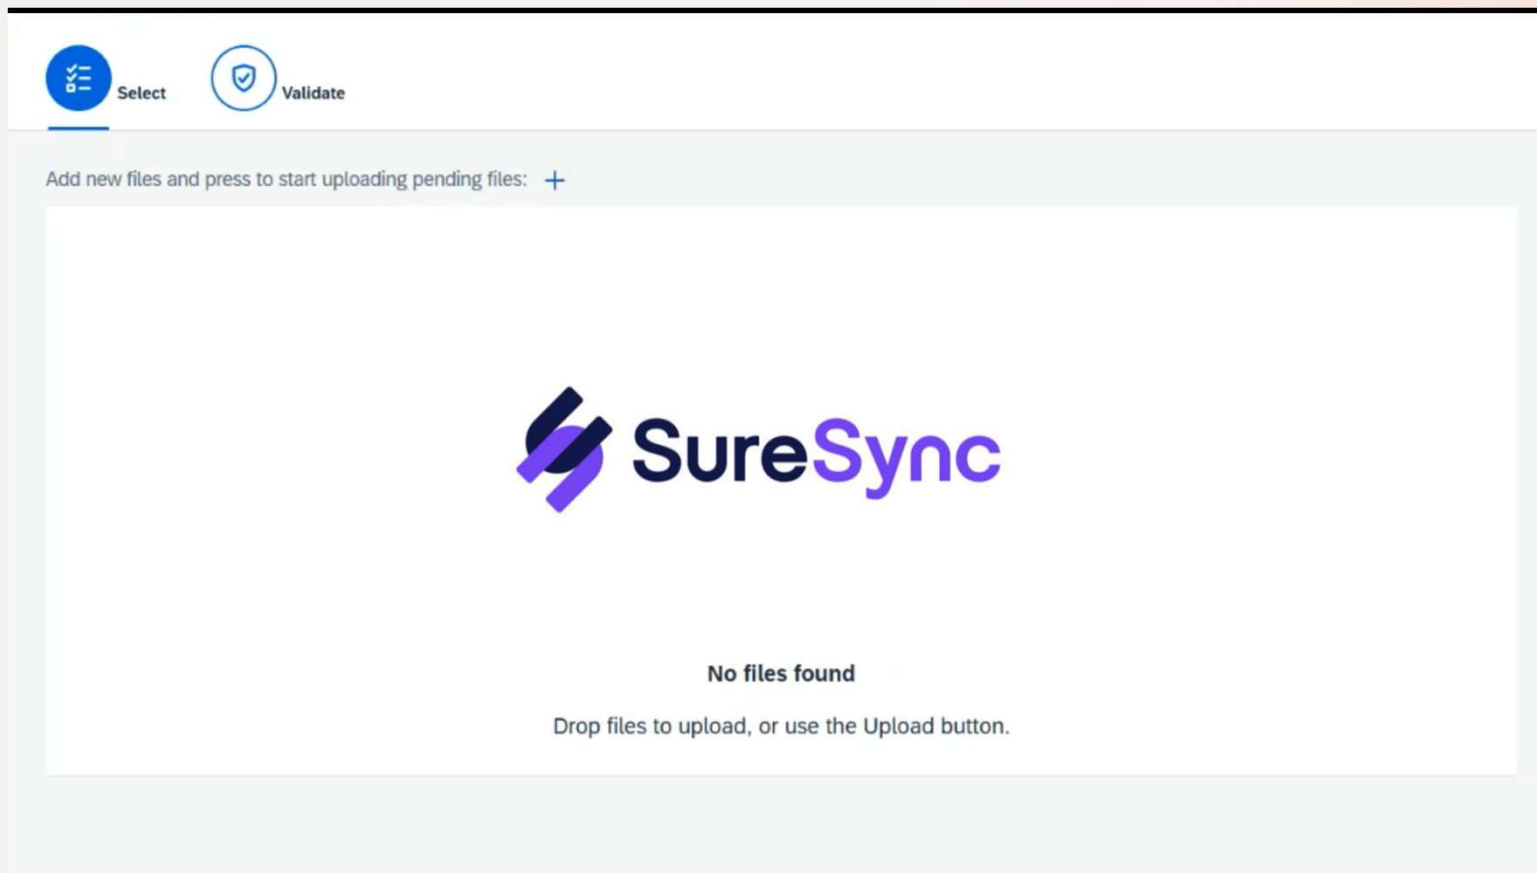 Select
Validate
Add new files and press to start uploading pending files:
SureSync
No files found
Drop files to upload, or use the Upload button.